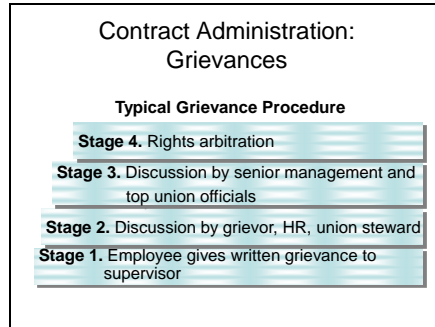 Contract Administration:
Grievances
Typical Grievance Procedure
Stage 4. Rights arbitration
Stage 3. Discussion by senior management and
top union officials
Stage 2. Discussion by grievor, HR, union steward
Stage 1. Employee gives written grievance to
supervisor